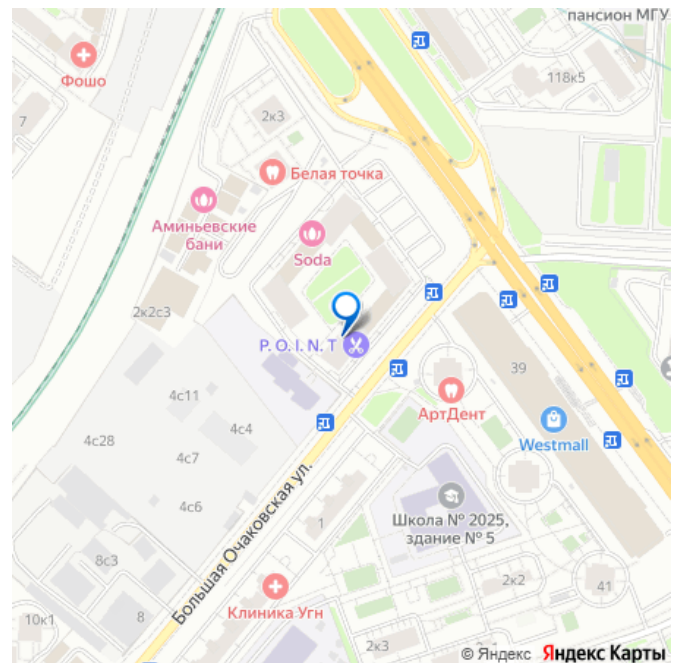 пансион МГУ
Фошо
118к5
7
2к3
Белая точка
Аминьевские
бани
Soda
2к2с3
P. O. I. N. T
39
АртДент
4с11
Westmall
4с4
4с28
4с7
4с6
Большая Очаковская ул.
Школа № 2025,
здание № 5
1
8с3
2к2
41
Клиника Угн
10к1
8
2к3
© Яндекс Яндекс Карты